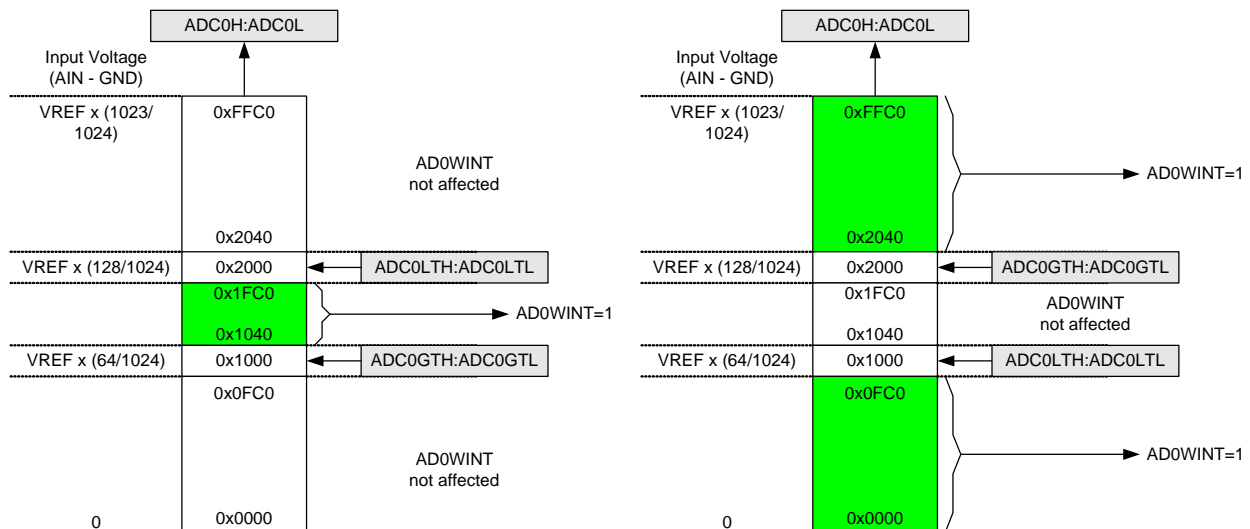 ADC0H:ADC0L
Input Voltage
(AIN - GND)
VREF x (1023/
1024)
0xFFC0
AD0WINT
not affected
0x2040
VREF x (128/1024)
0x2000
ADC0LTH:ADC0LTL
0x1FC0
AD0WINT=1
0x1040
VREF x (64/1024)
0x1000
ADC0GTH:ADC0GTL
0x0FC0
AD0WINT
not affected
0
0x0000
ADC0H:ADC0L
Input Voltage
(AIN - GND)
VREF x (1023/
1024)
0xFFC0
AD0WINT=1
0x2040
VREF x (128/1024)
0x2000
ADC0GTH:ADC0GTL
0x1FC0
AD0WINT
not affected
0x1040
VREF x (64/1024)
0x1000
ADC0LTH:ADC0LTL
0x0FC0
AD0WINT=1
0
0x0000